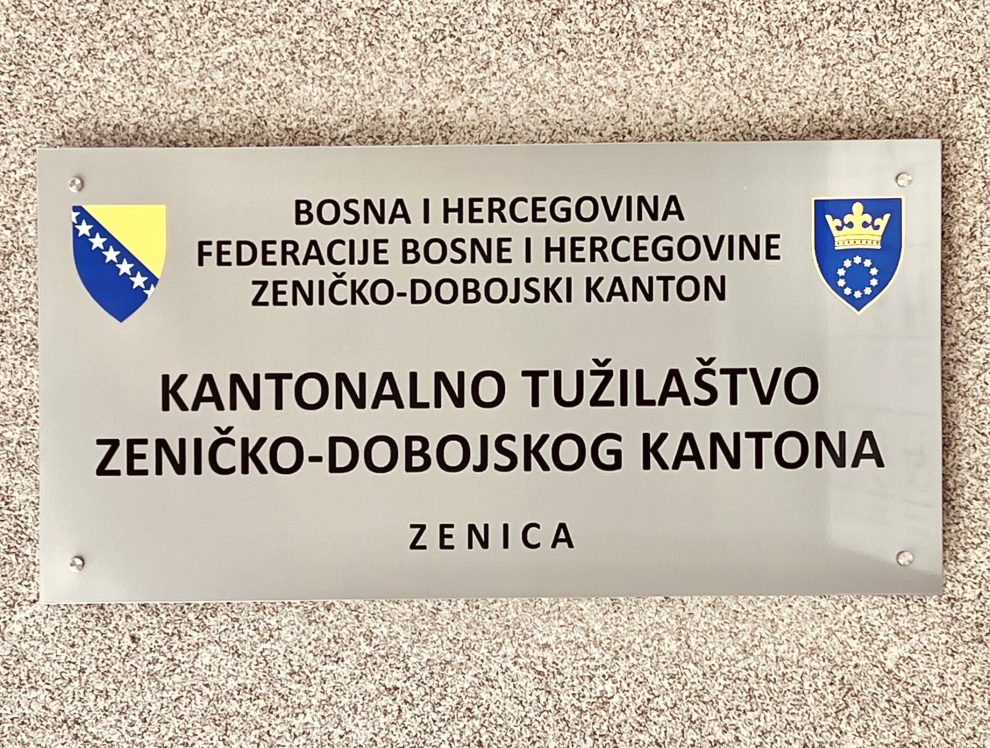 BOSNA I HERCEGOVINA
FEDERACIJE BOSNE I HERCEGOVINE
ZENIČKO-DOBOJSKI KANTON
KANTONALNO TUŽILAŠTVO
ZENIČKO-DOBOJSKOG KANTONA
ZENICA